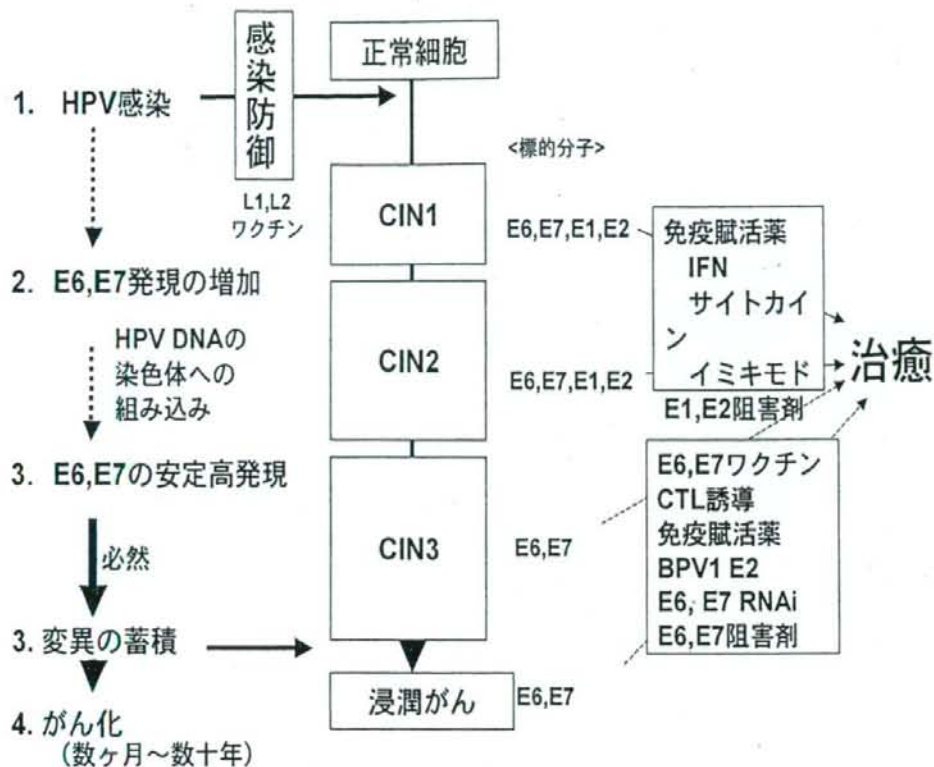 正常細胞
感染防御
1. HPV感染
<標的分子>
L1,L2
ワクチン
CIN1
E6,E7,E1,E2
免疫賦活薬
IFN
サイトカイ
ン
イミキモド
E1,E2阻害剤
治癒
2. E6,E7発現の増加
HPV DNAの
染色体への
組み込み
CIN2
E6,E7,E1,E2
3. E6,E7の安定高発現
必然
CIN3
E6,E7
E6,E7ワクチン
CTL誘導
免疫賦活薬
BPV1 E2
E6, E7 RNAi
E6,E7阻害剤
3. 変異の蓄積
浸潤がん
E6,E7
4. がん化
(数ヶ月～数十年)